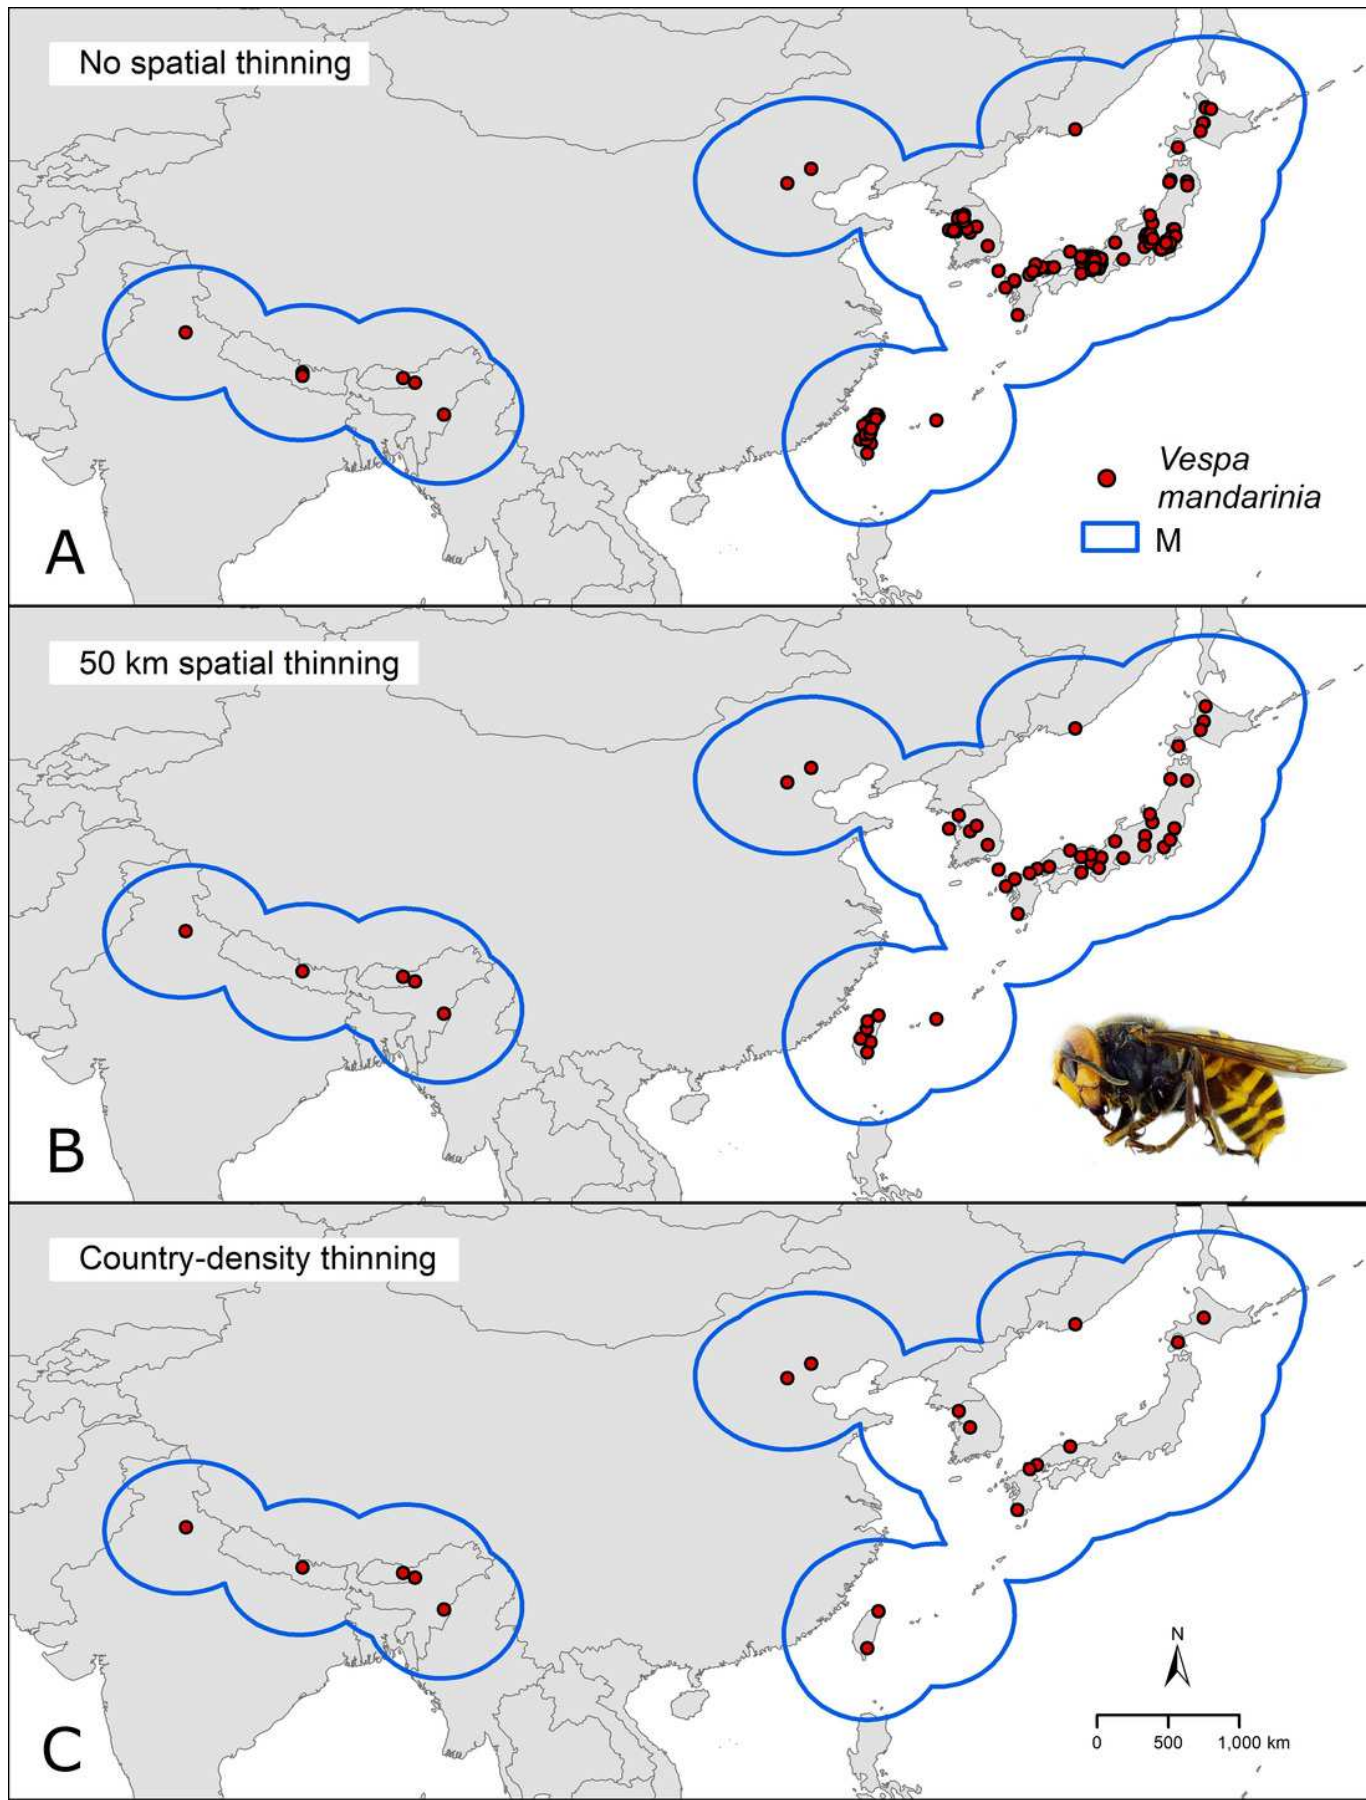 No spatial thinning
Vespa
mandarinia
M
A
50 km spatial thinning
B
Country-density thinning
N
0 500 1,000 km
C